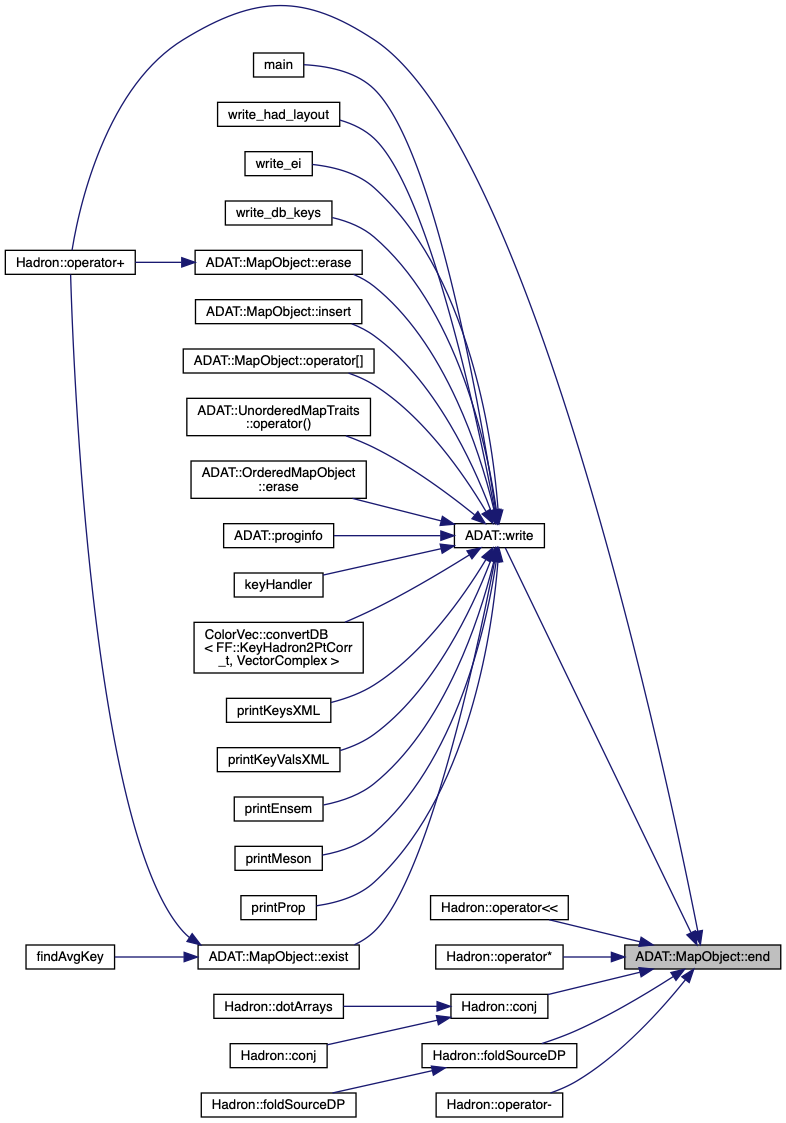 main
write_had_layout
write_ei
write_db_keys
Hadron::operator+
ADAT::MapObject::erase
ADAT::MapObject::insert
ADAT::MapObject::operator[]
ADAT::UnorderedMapTraits
::operator()
ADAT::OrderedMapObject
::erase
ADAT::proginfo
ADAT::write
keyHandler
ColorVec::convertDB
< FF::KeyHadron2PtCorr
_t, VectorComplex >
printKeysXML
printKeyValsXML
printEnsem
printMeson
printProp
Hadron::operator<<
findAvgKey
ADAT::MapObject::exist
Hadron::operator*
ADAT::MapObject::end
Hadron::dotArrays
Hadron::conj
Hadron::conj
Hadron::foldSourceDP
Hadron::foldSourceDP
Hadron::operator-